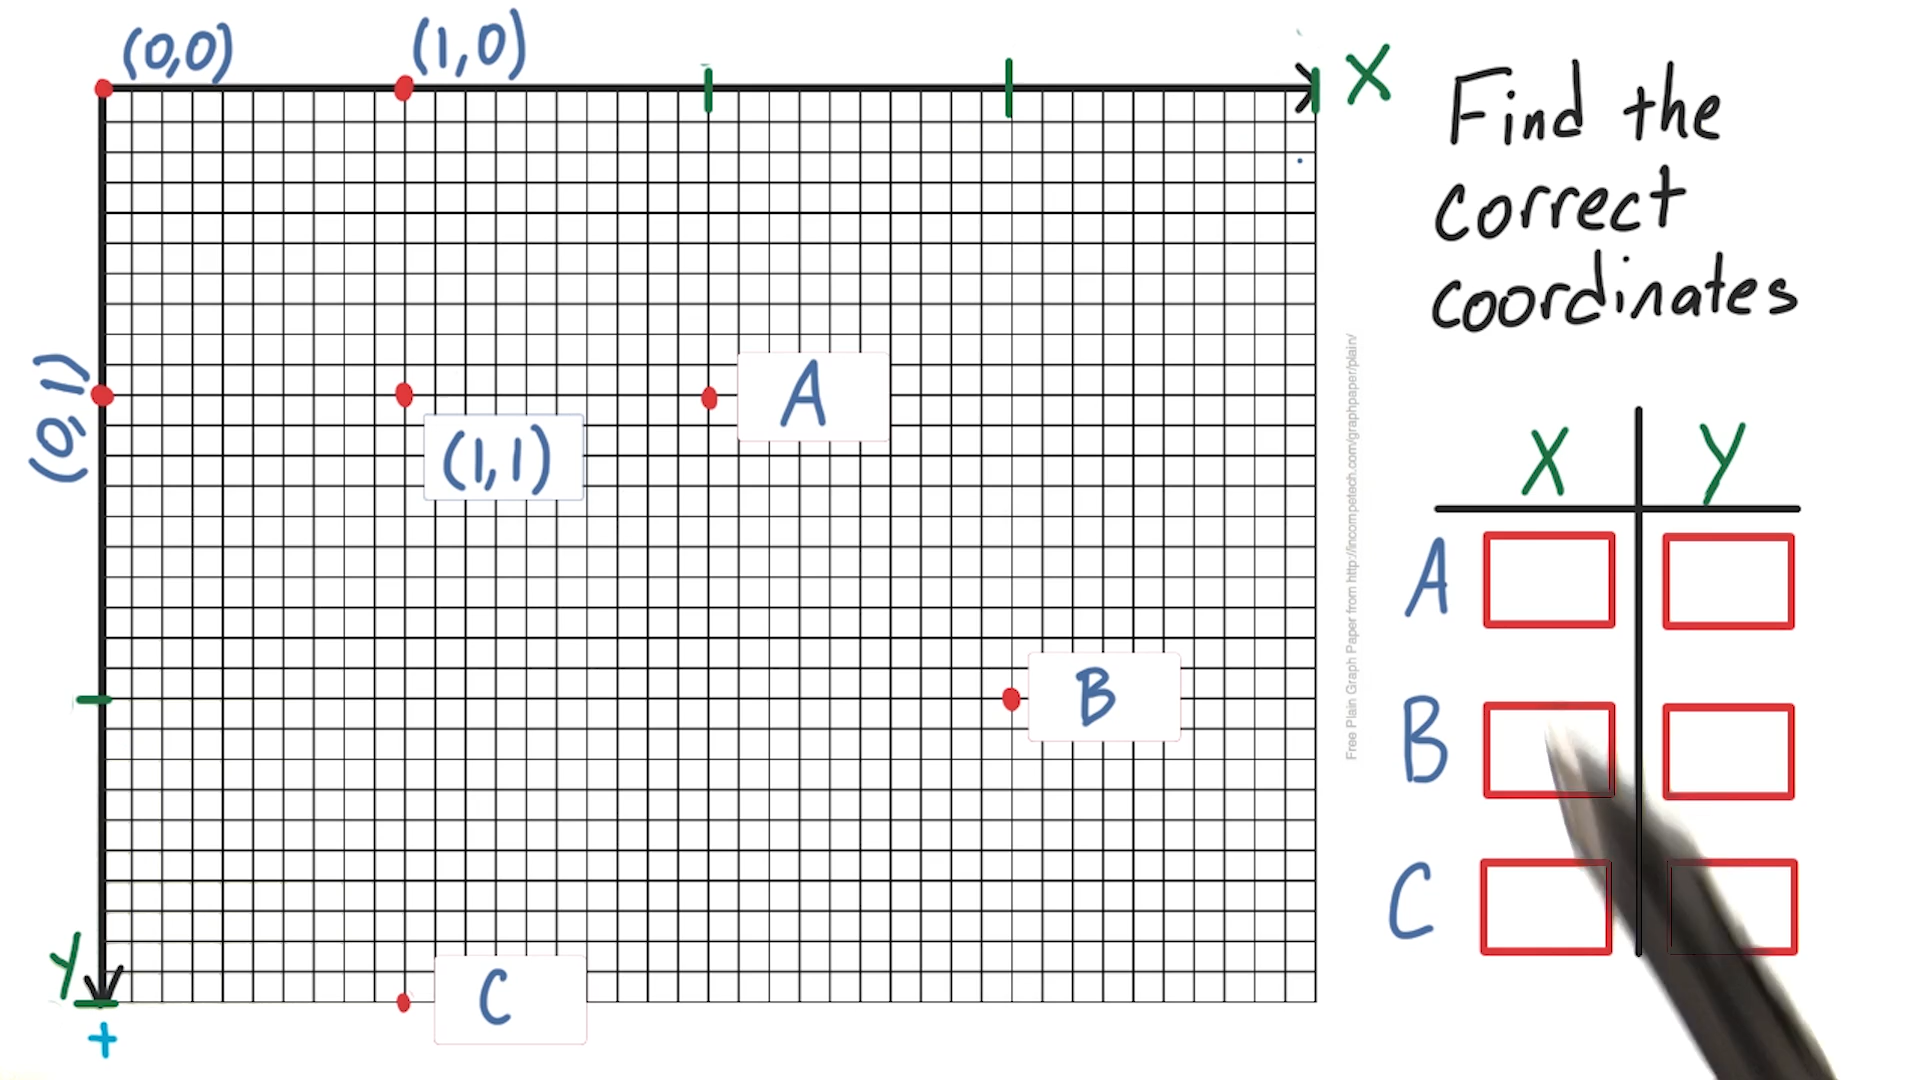 (0,0)
(1,0)
X
Find the
correct
coordinates
(0,1)
A
(1,1)
B
C
Y
+
Free Plain Graph Paper from http://incompetech.com/graphpaper/plain/
X Y
A
B
C